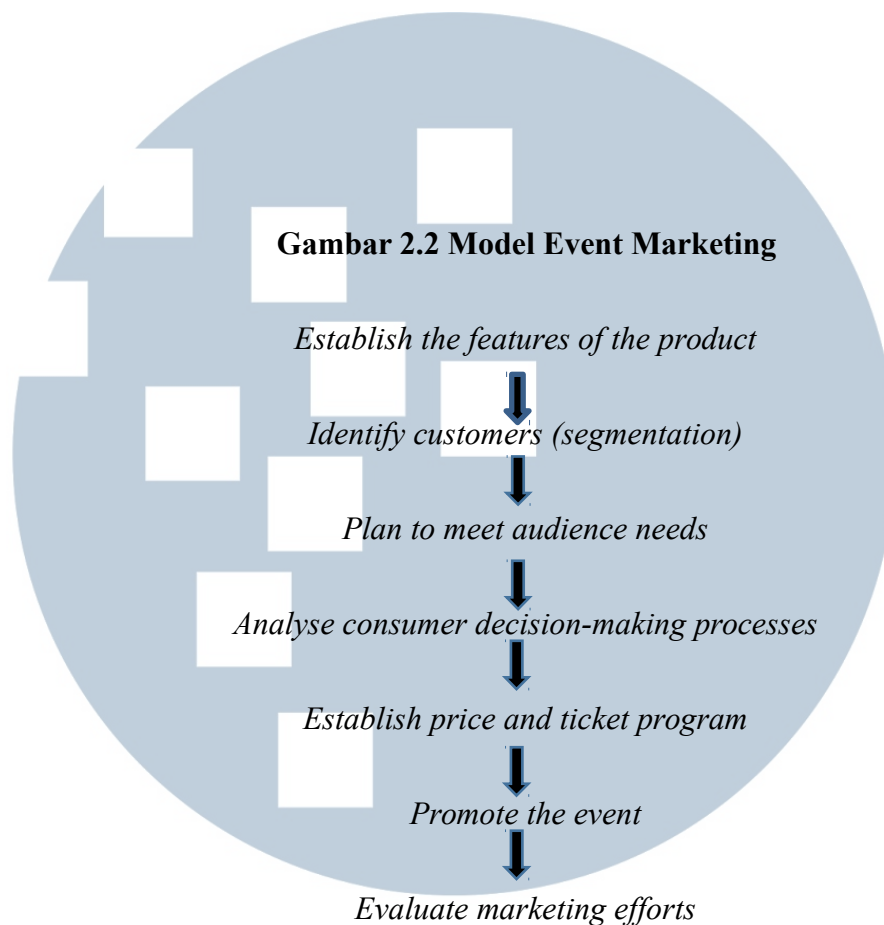 Gambar 2.2 Model Event Marketing
Establish the features of the product
Identify customers (segmentation)
Plan to meet audience needs
Analyse consumer decision-making processes
Establish price and ticket program
Promote the event
Evaluate marketing efforts